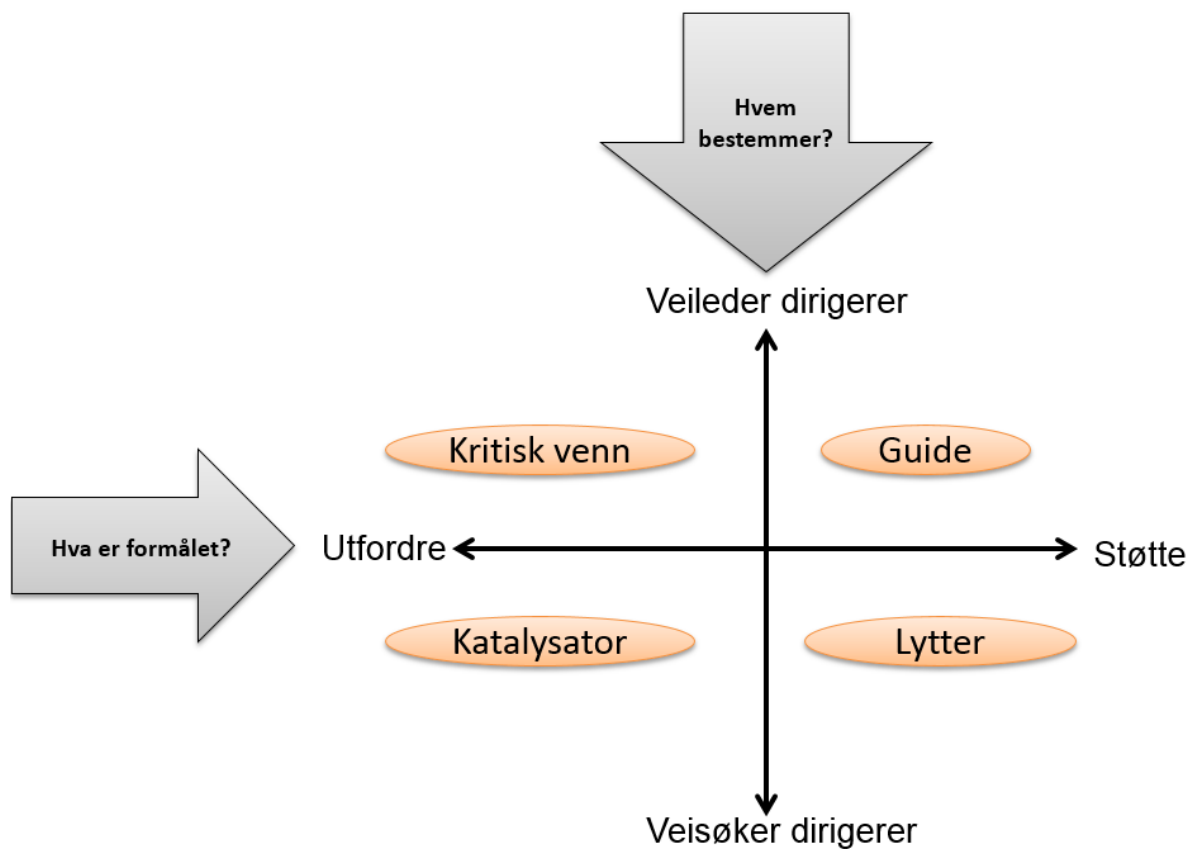 Hvem
bestemmer?
Veileder dirigerer
Kritisk venn
Guide
Hva er formålet?
Utfordre
Støtte
Katalysator
Lytter
Veisøker dirigerer